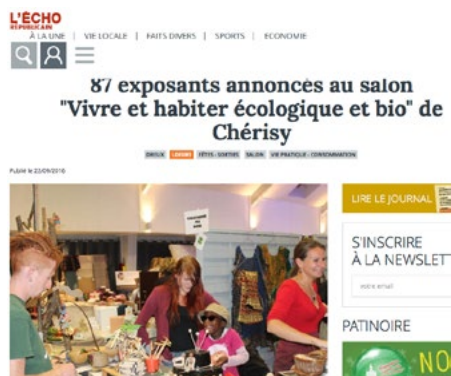 L'ÉCHO
RÉPUBLICAIN
À LA UNE | VIE LOCALE | FAITS DIVERS | SPORTS | ECONOMIE
87 exposants annoncés au salon
"Vivre et habiter écologique et bio" de
Chérisy
DREUX LOISIRS FÊTES - SORTIES SALON VIE PRATIQUE - CONSOMMATION
LIRE LE JOURNAL
S'INSCRIRE
À LA NEWSLETT
votre email
PATINOIRE
NO